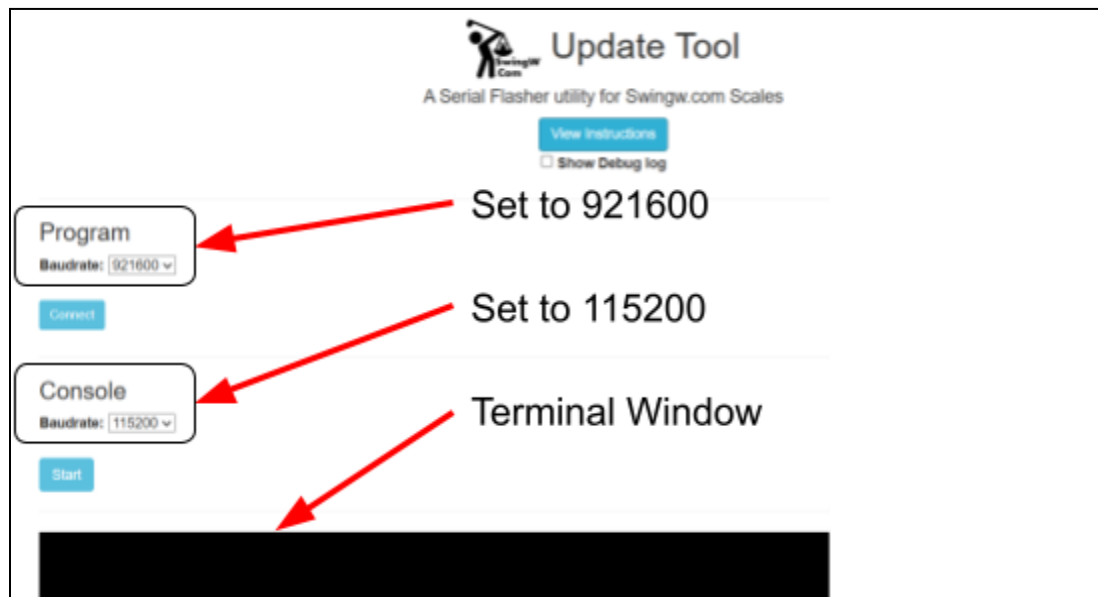 SwingW
Com
Update Tool
A Serial Flasher utility for Swingw.com Scales
View Instructions
Show Debug log
Set to 921600
Program
Baudrate: 921600
Connect
Set to 115200
Console
Baudrate: 115200
Terminal Window
Start